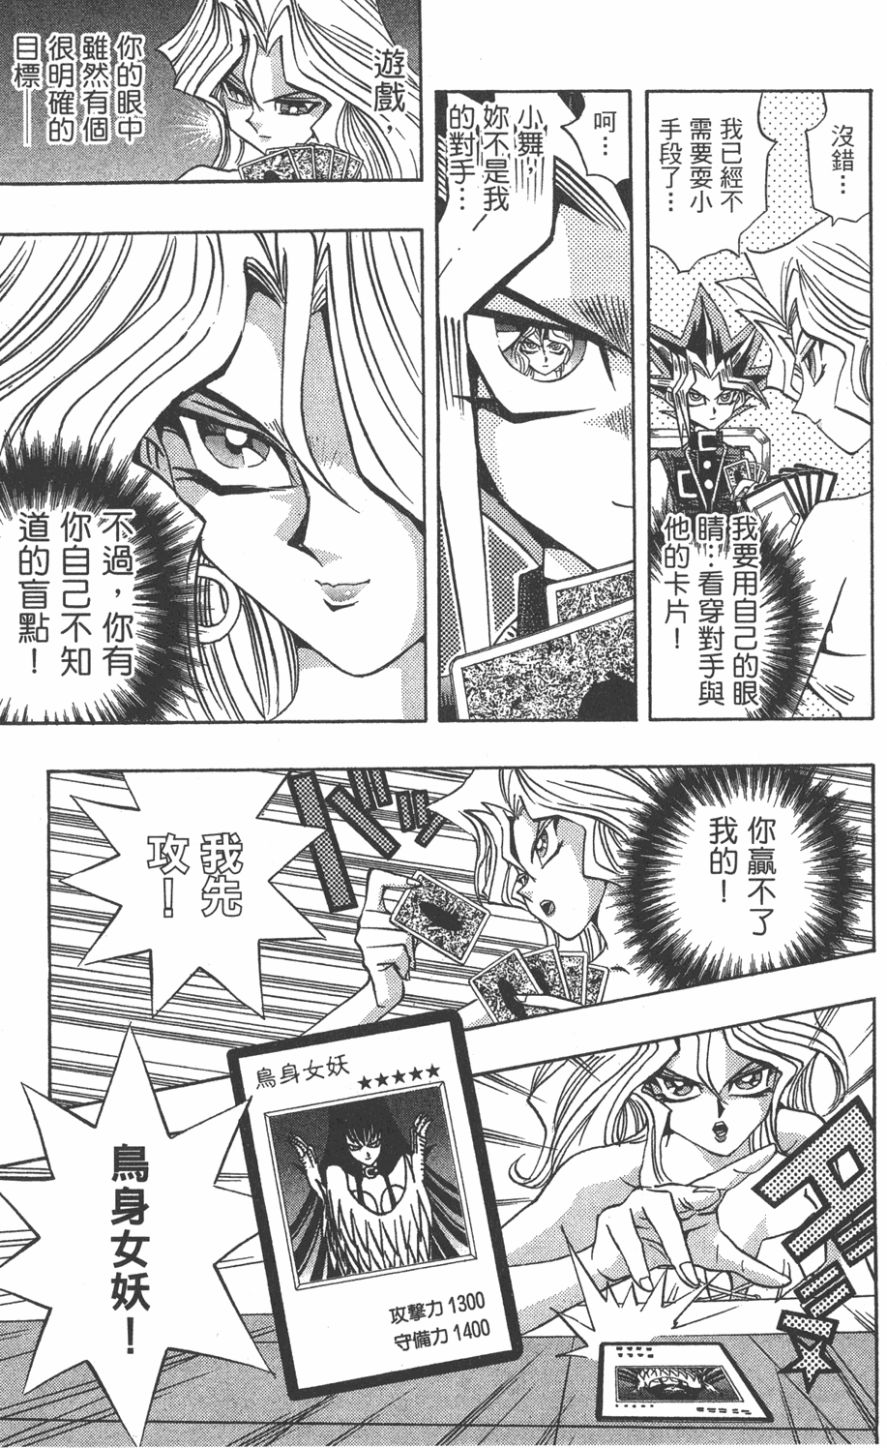 沒錯…
我已經不
需要耍小
手段了…
我要用自己的眼
睛…看穿對手與
他的卡片！
呵…
小舞，
妳不是我
的對手…
遊戲，
你的眼中
雖然有個
很明確的
目標——
不過，你有
你自己不知
道的盲點！
你贏不了
我的！
我先
攻！
鳥身女妖
★★★★★
攻擊力 1300
守備力 1400
鳥身女妖！